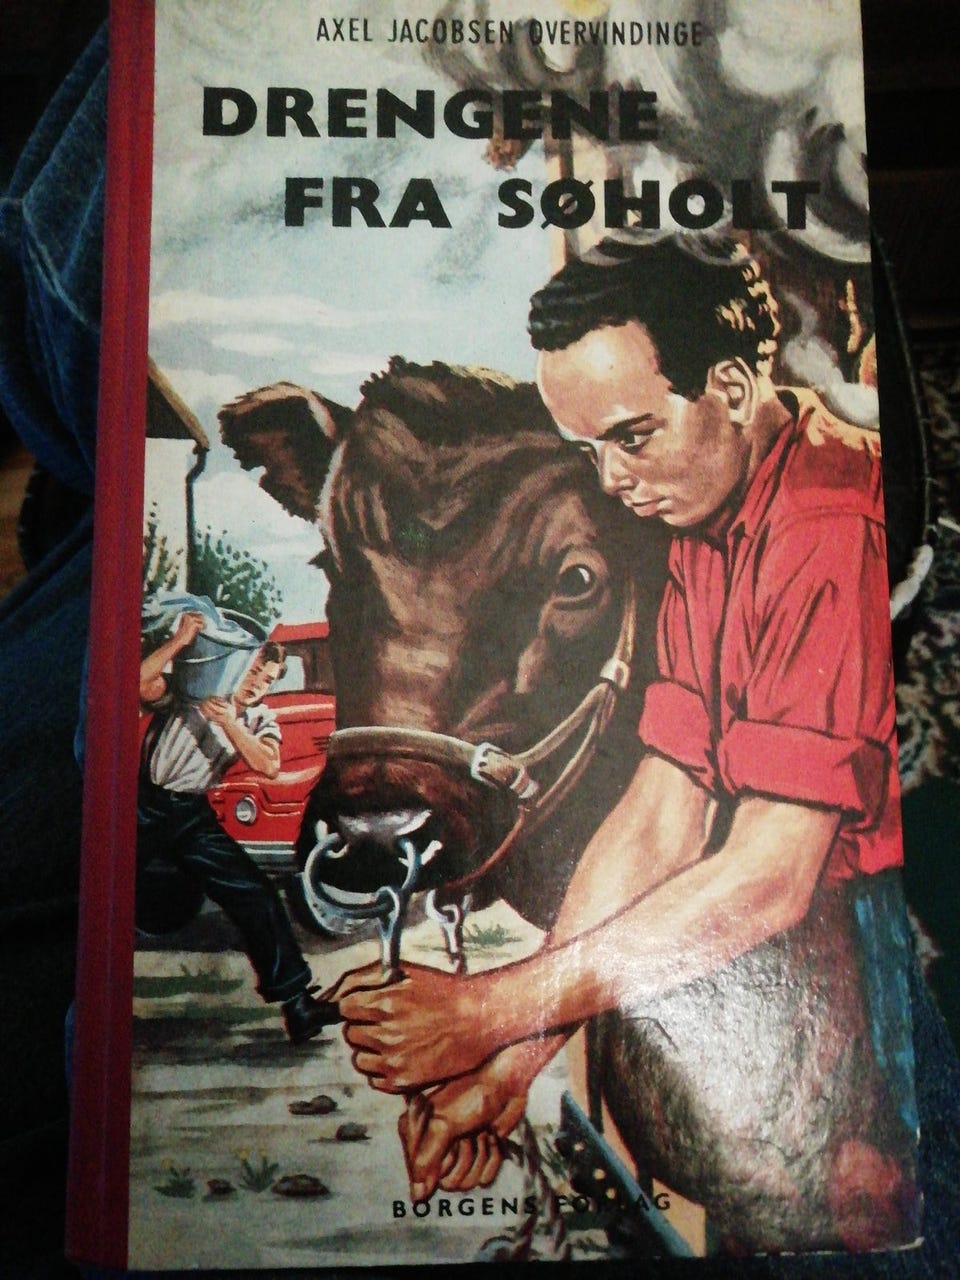 AXEL JACOBSEN OVERVINDINGE
DRENGENE
FRA SØHOLT
BORGENS FORLAG